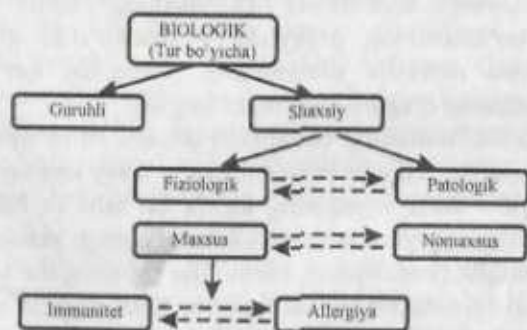 BIOLOGIK
(Tur bo'yicha)
Guruhli Shaxsiy
Fiziologik Patologik
Maxsus Nomaxsus
Immunitet Allergiya